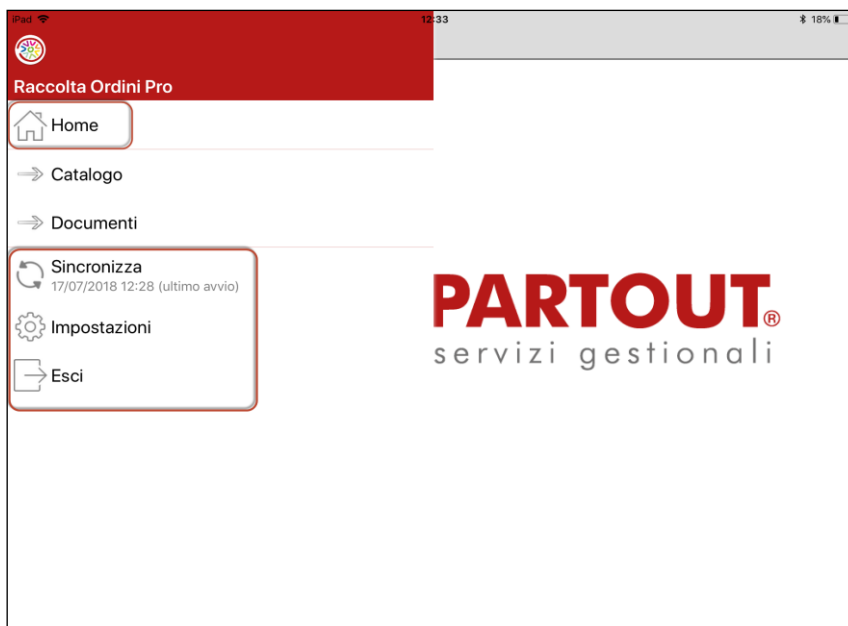 iPad 12:33 18%
Raccolta Ordini Pro
Home
Catalogo
Documenti
Sincronizza
17/07/2018 12:28 (ultimo avvio)
Impostazioni
Esci
PARTOUT®
servizi gestionali